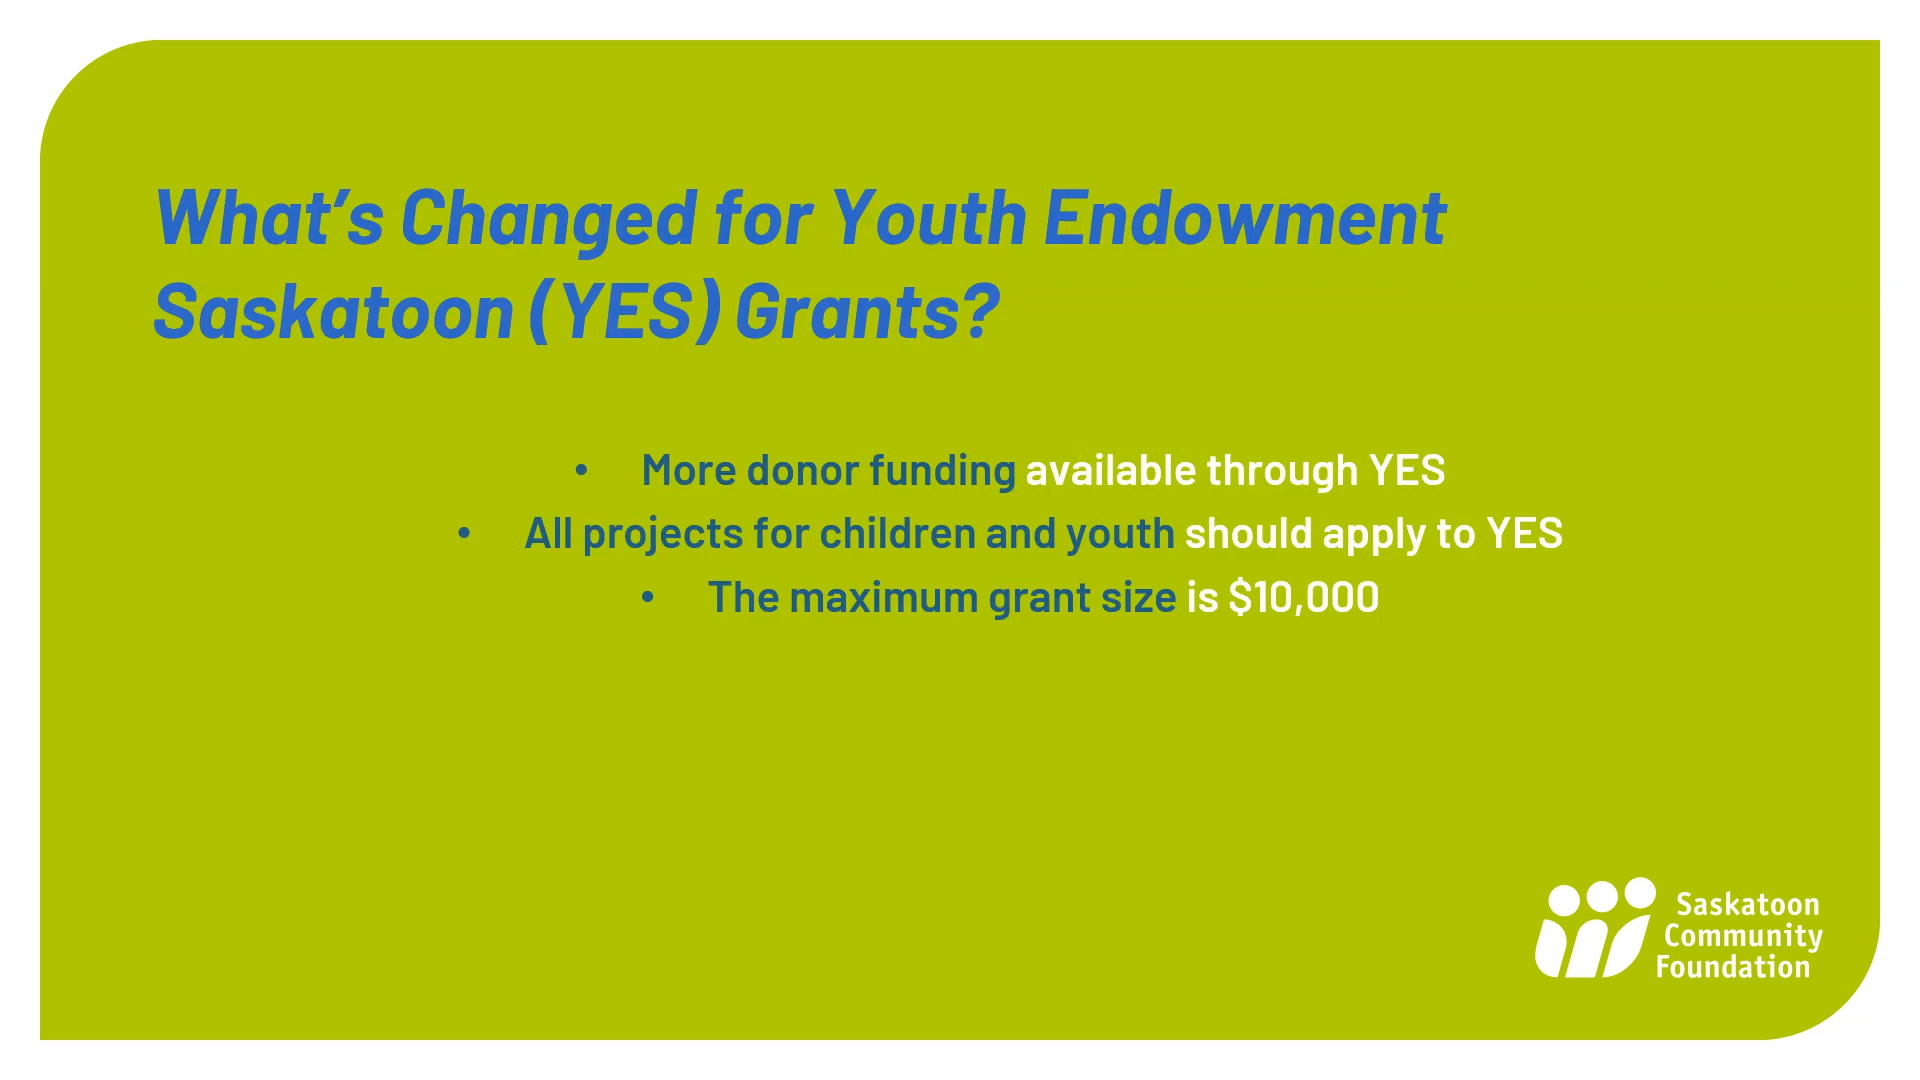 What’s Changed for Youth Endowment
Saskatoon (YES) Grants?
• More donor funding available through YES
• All projects for children and youth should apply to YES
• The maximum grant size is $10,000
Saskatoon
Community
Foundation